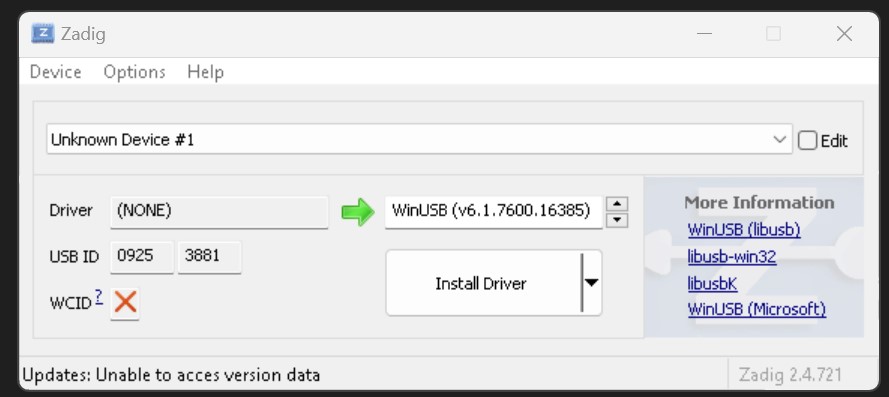 Zadig
Device Options Help
Unknown Device #1
Edit
Driver (NONE) WinUSB (v6.1.7600.16385)
USB ID 0925 3881
WCID ?
Install Driver
More Information
WinUSB (libusb)
libusb-win32
libusbK
WinUSB (Microsoft)
Updates: Unable to acces version data
Zadig 2.4.721